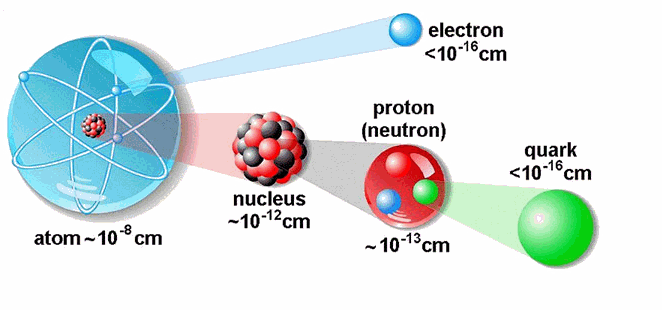 electron
<10⁻¹⁶cm
proton
(neutron)
quark
<10⁻¹⁶cm
nucleus
~10⁻¹²cm
atom ~10⁻⁸ cm
~10⁻¹³cm